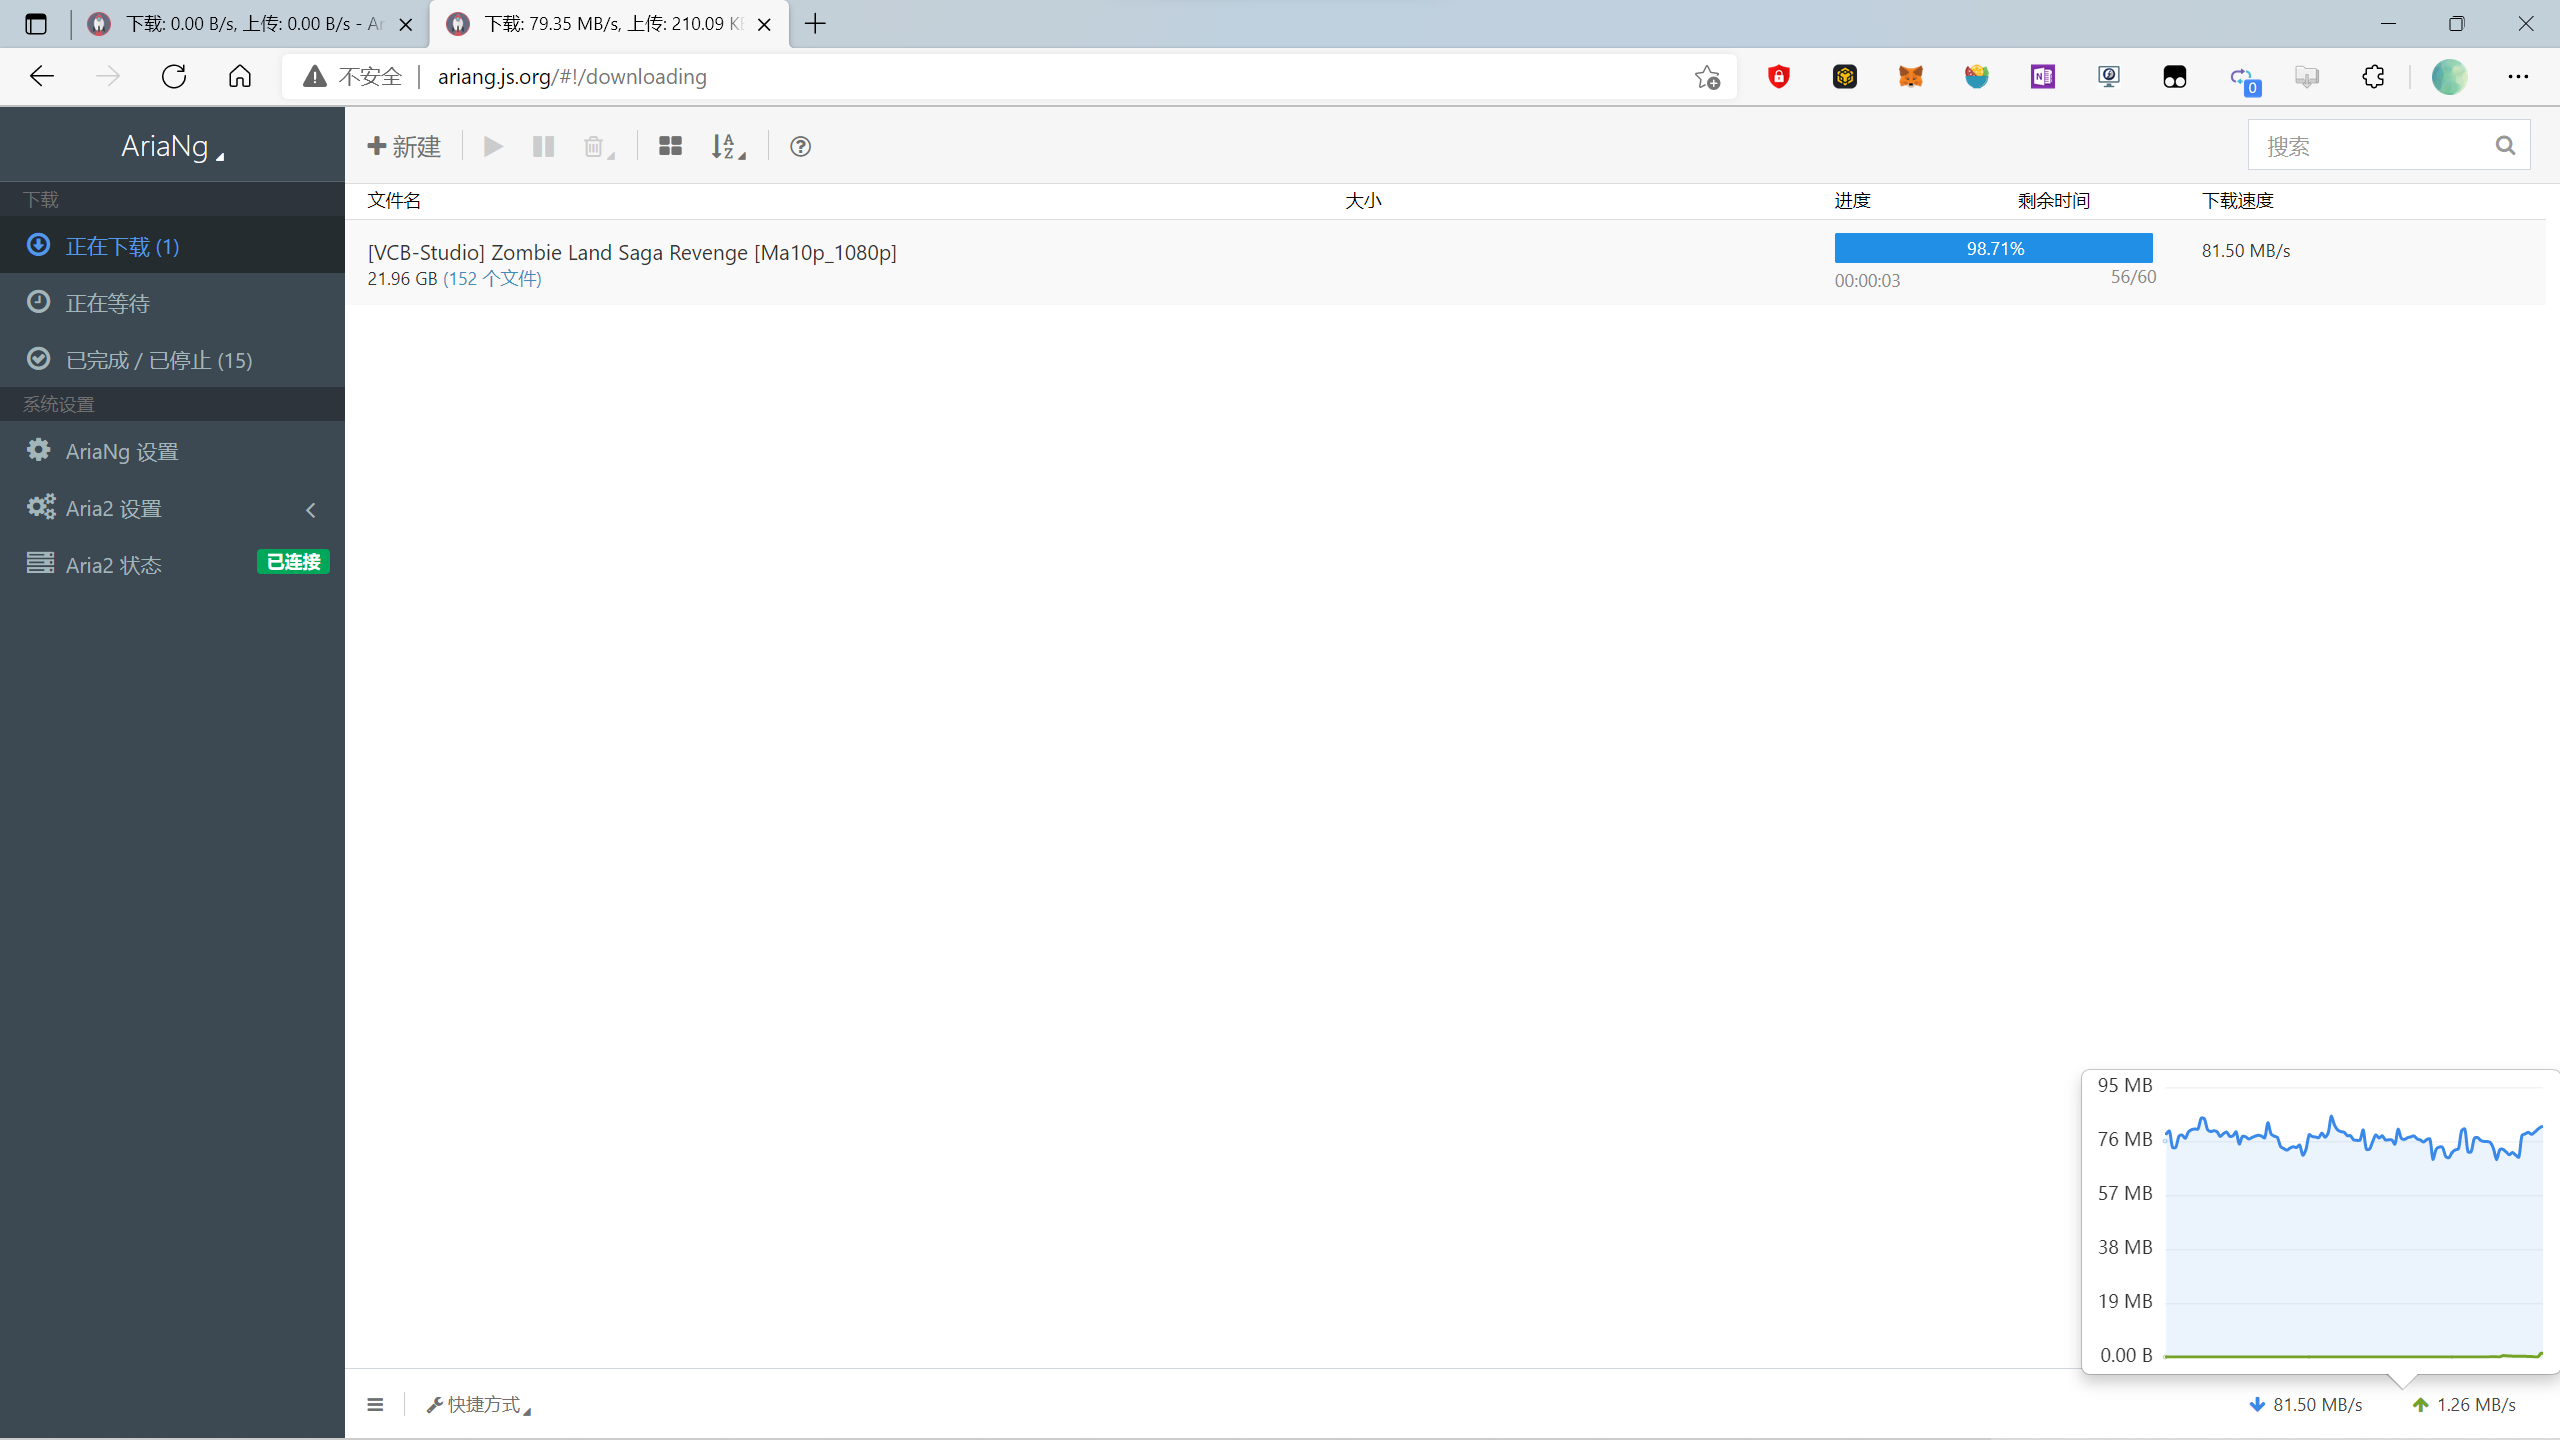 下载: 0.00 B/s, 上传: 0.00 B/s - Ar
下载: 79.35 MB/s, 上传: 210.09 K
不安全
ariang.js.org/#!/downloading
N
0
AriaNg
新建
A
Z
搜索
下载
文件名
大小
进度
剩余时间
下载速度
正在下载 (1)
[VCB-Studio] Zombie Land Saga Revenge [Ma10p_1080p]
21.96 GB (152 个文件)
98.71%
00:00:03
56/60
81.50 MB/s
正在等待
已完成 / 已停止 (15)
系统设置
AriaNg 设置
Aria2 设置
Aria2 状态
已连接
95 MB
76 MB
57 MB
38 MB
19 MB
0.00 B
快捷方式
81.50 MB/s
1.26 MB/s